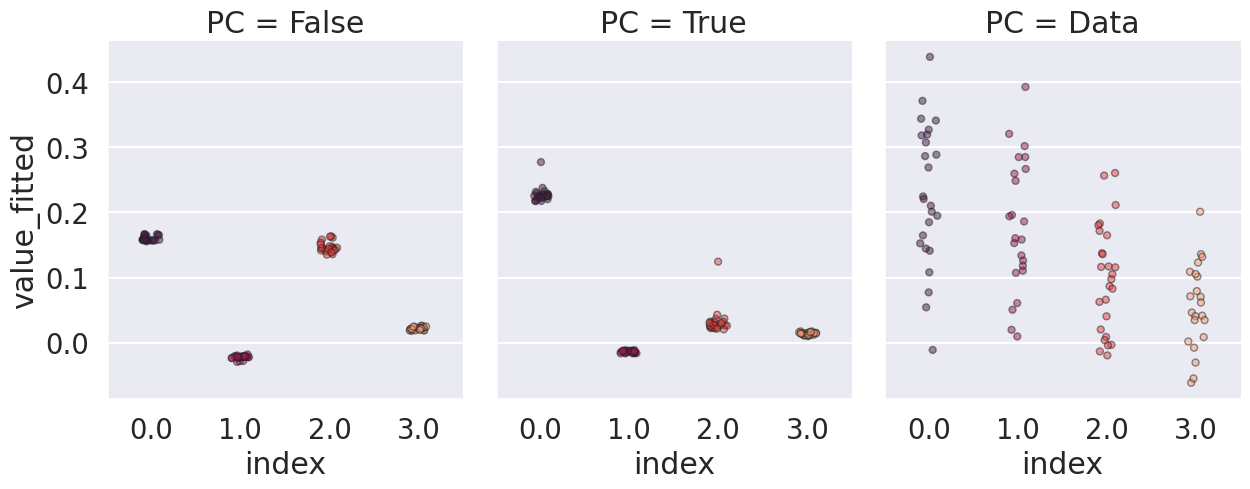 PC = False
PC = True
PC = Data
value_fitted
0.4
0.3
0.2
0.1
0.0
0.0 1.0 2.0 3.0
0.0 1.0 2.0 3.0
0.0 1.0 2.0 3.0
index
index
index